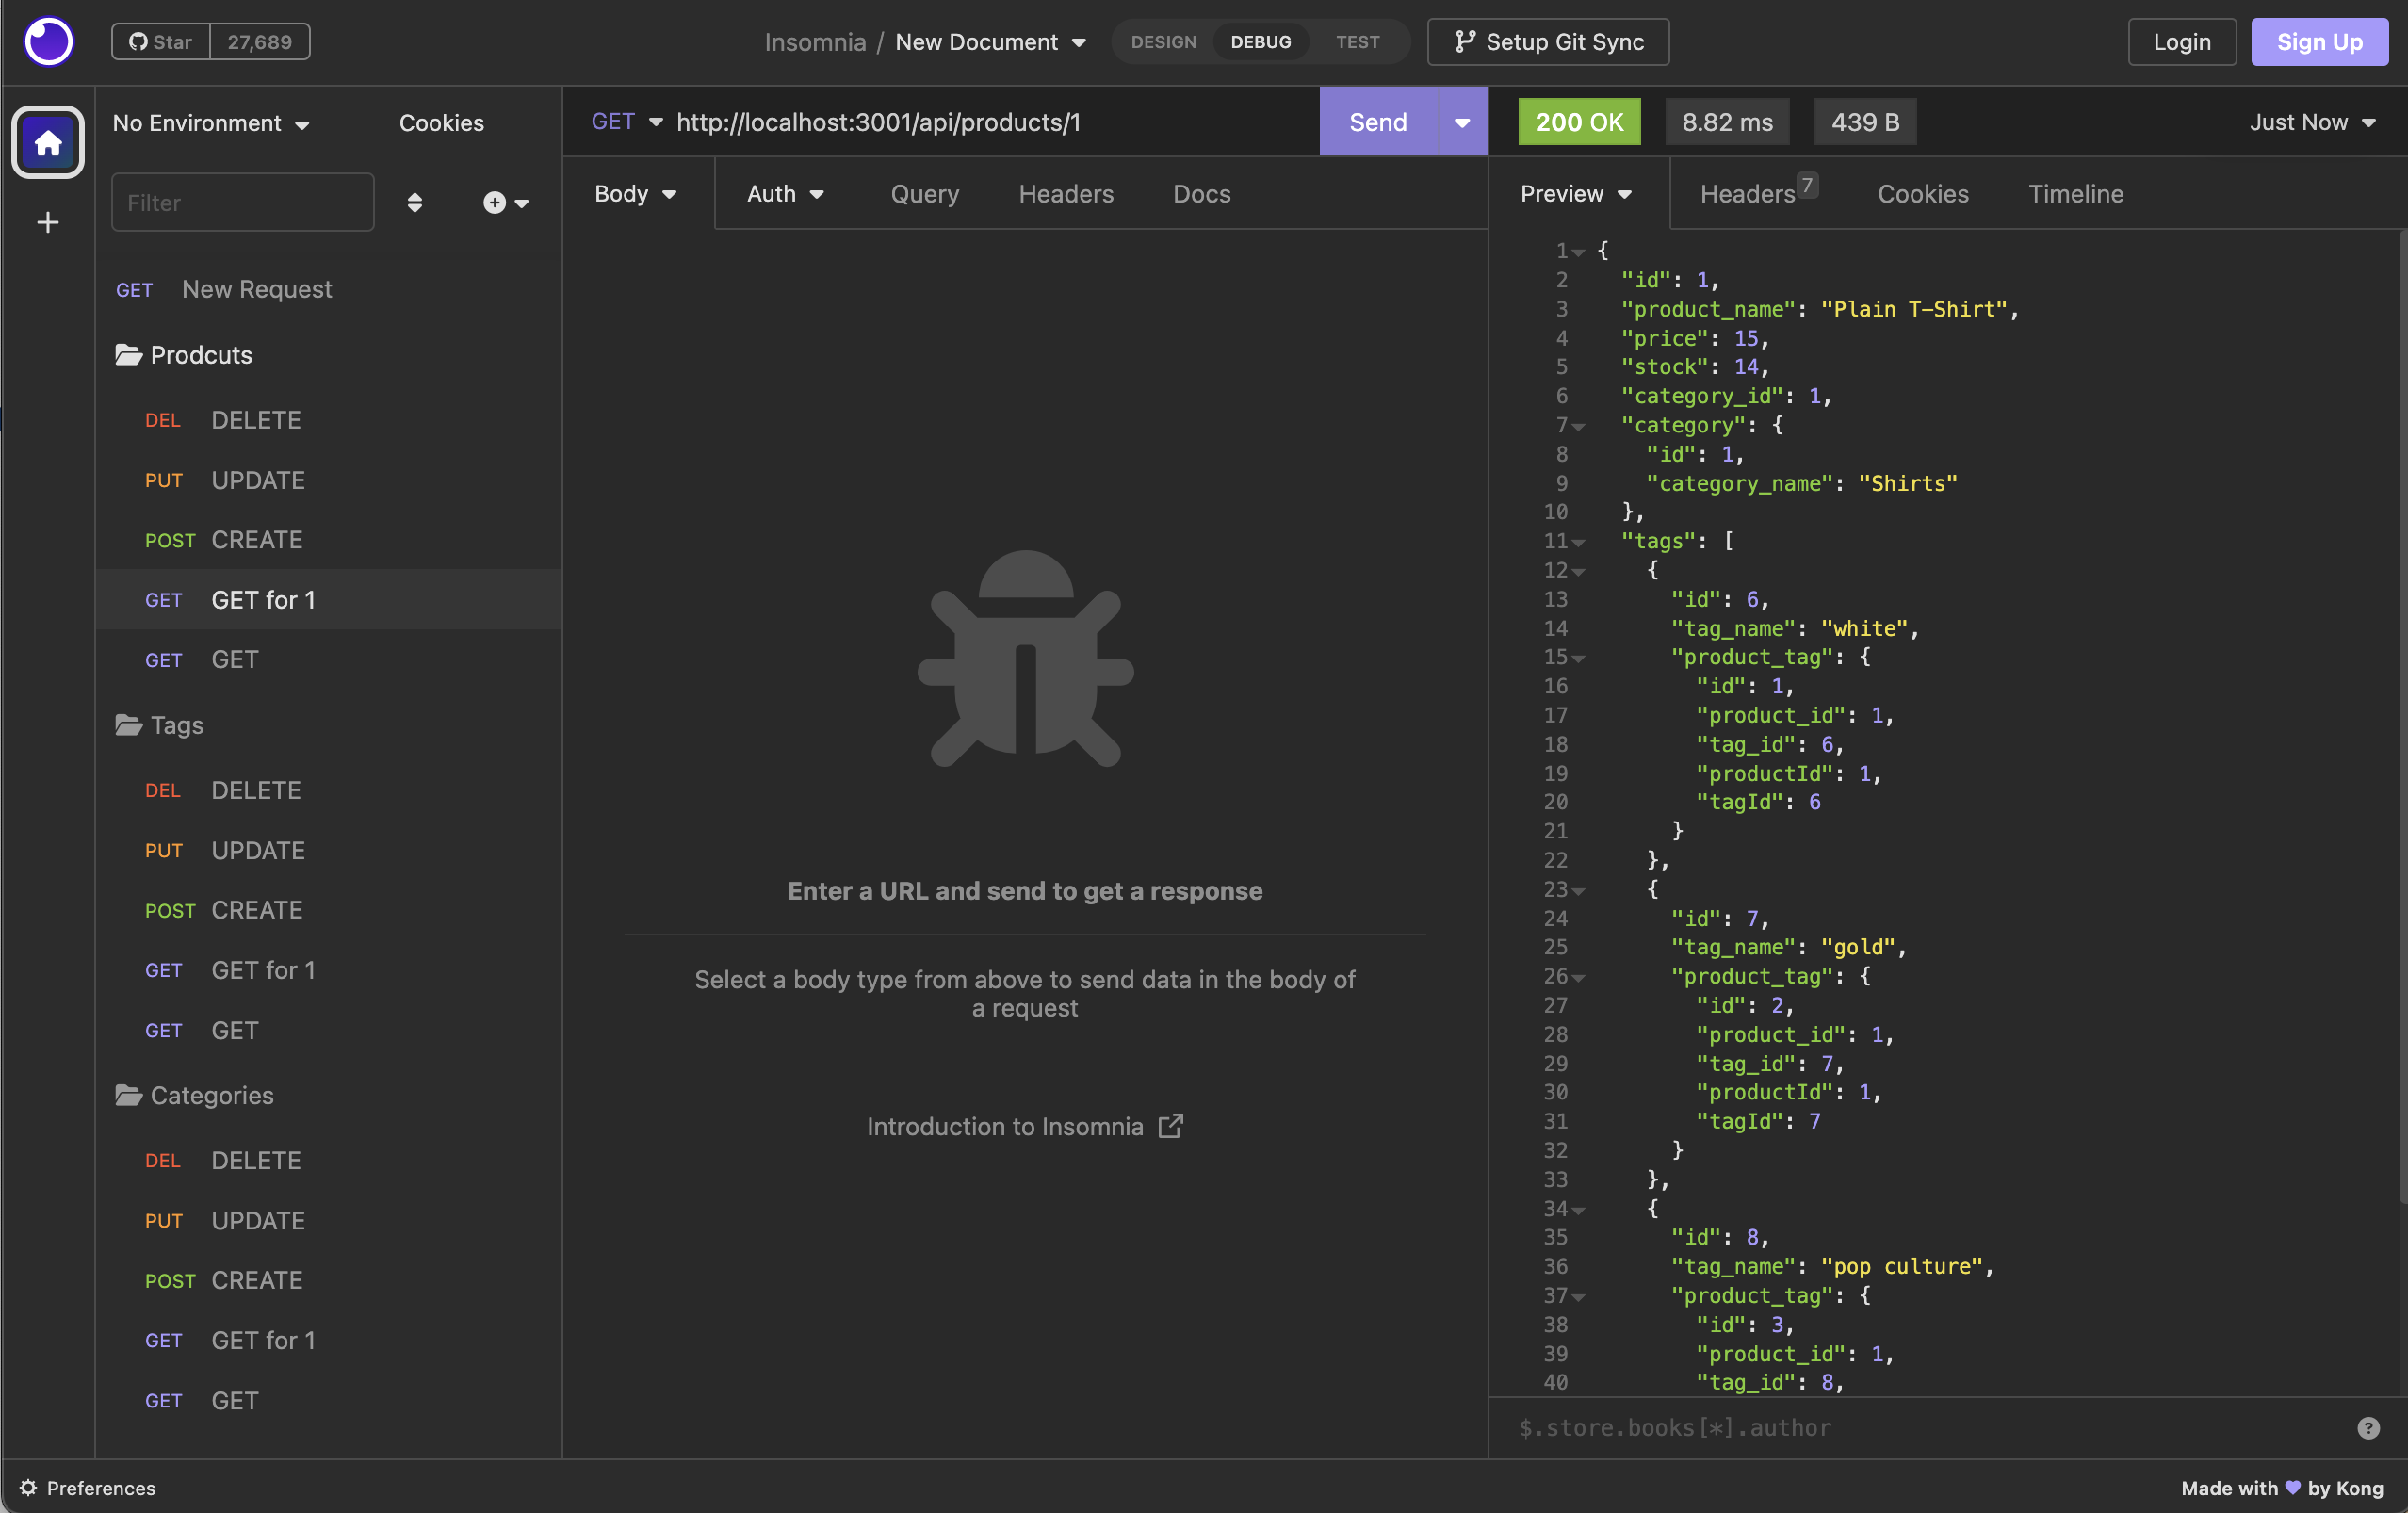 Star 27,689
Insomnia / New Document
DESIGN DEBUG TEST
Setup Git Sync
Login
Sign Up
No Environment
Cookies
Filter
GET New Request
Prodcuts
DEL DELETE
PUT UPDATE
POST CREATE
GET GET for 1
GET GET
Tags
DEL DELETE
PUT UPDATE
POST CREATE
GET GET for 1
GET GET
Categories
DEL DELETE
PUT UPDATE
POST CREATE
GET GET for 1
GET GET
GET http://localhost:3001/api/products/1
Send
Body Auth Query Headers Docs
Enter a URL and send to get a response
Select a body type from above to send data in the body of
a request
Introduction to Insomnia
200 OK 8.82 ms 439 B
Just Now
Preview Headers 7 Cookies Timeline
1 {
2 "id": 1,
3 "product_name": "Plain T-Shirt",
4 "price": 15,
5 "stock": 14,
6 "category_id": 1,
7 "category": {
8 "id": 1,
9 "category_name": "Shirts"
10 },
11 "tags": [
12 {
13 "id": 6,
14 "tag_name": "white",
15 "product_tag": {
16 "id": 1,
17 "product_id": 1,
18 "tag_id": 6,
19 "productId": 1,
20 "tagId": 6
21 }
22 },
23 {
24 "id": 7,
25 "tag_name": "gold",
26 "product_tag": {
27 "id": 2,
28 "product_id": 1,
29 "tag_id": 7,
30 "productId": 1,
31 "tagId": 7
32 }
33 },
34 {
35 "id": 8,
36 "tag_name": "pop culture",
37 "product_tag": {
38 "id": 3,
39 "product_id": 1,
40 "tag_id": 8,
$.store.books[*].author
?
Preferences
Made with 💜 by Kong